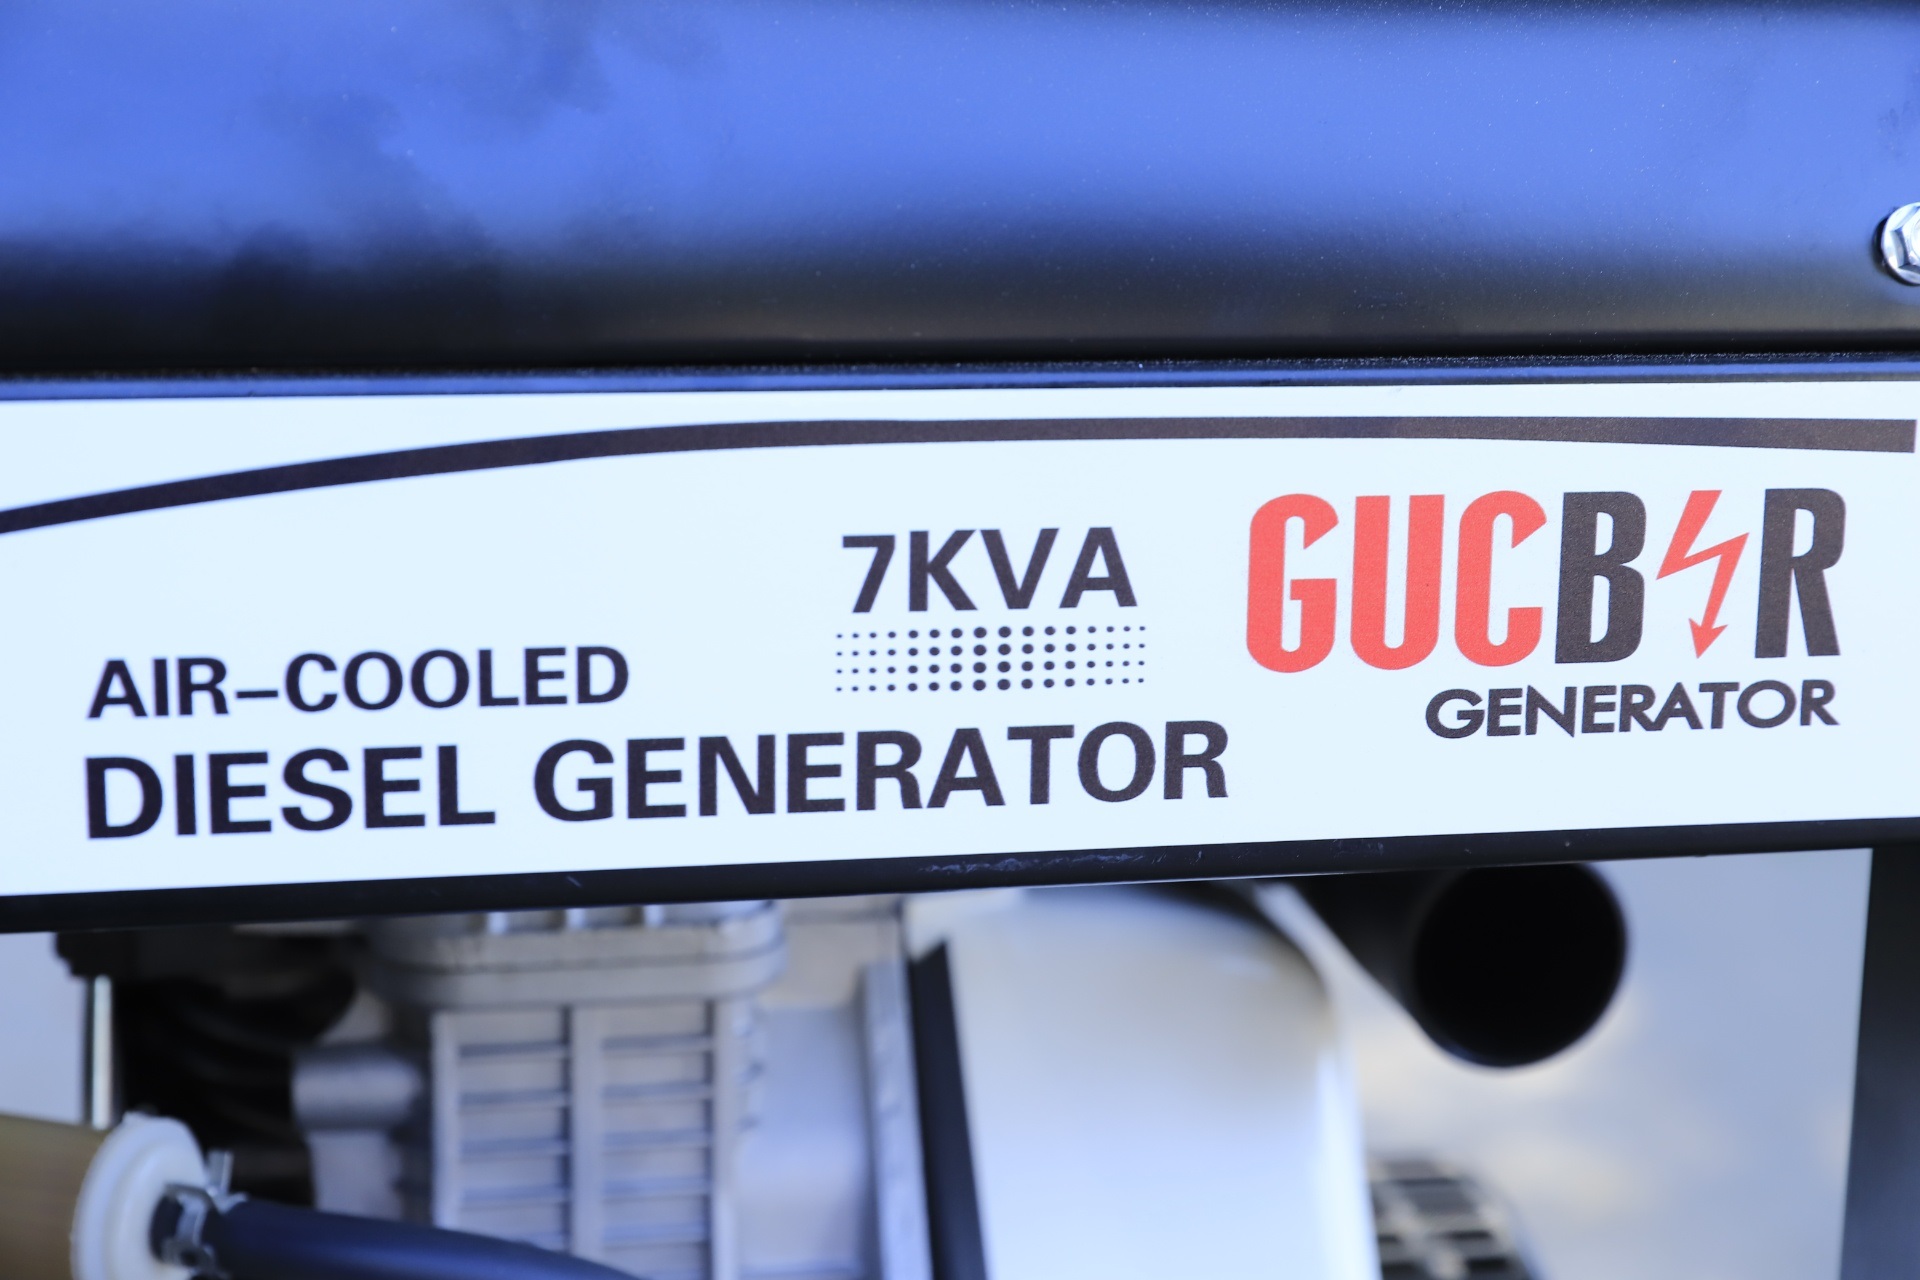 7KVA
AIR-COOLED
DIESEL GENERATOR
GUCBIR
GENERATOR